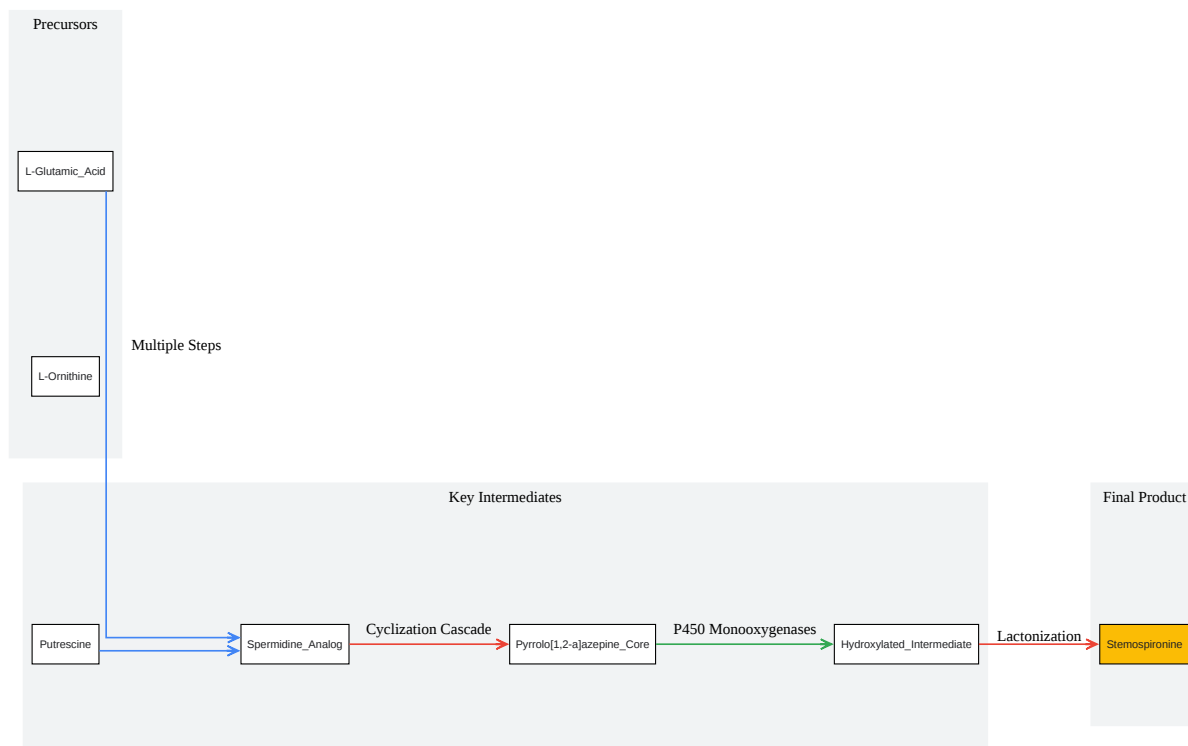 Precursors
L-Glutamic_Acid
Multiple Steps
L-Ornithine
Key Intermediates
Final Product
Putrescine
Spermidine_Analog
Cyclization Cascade
Pyrrolo[1,2-a]azepine_Core
P450 Monooxygenases
Hydroxylated_Intermediate
Lactonization
Stemospironine